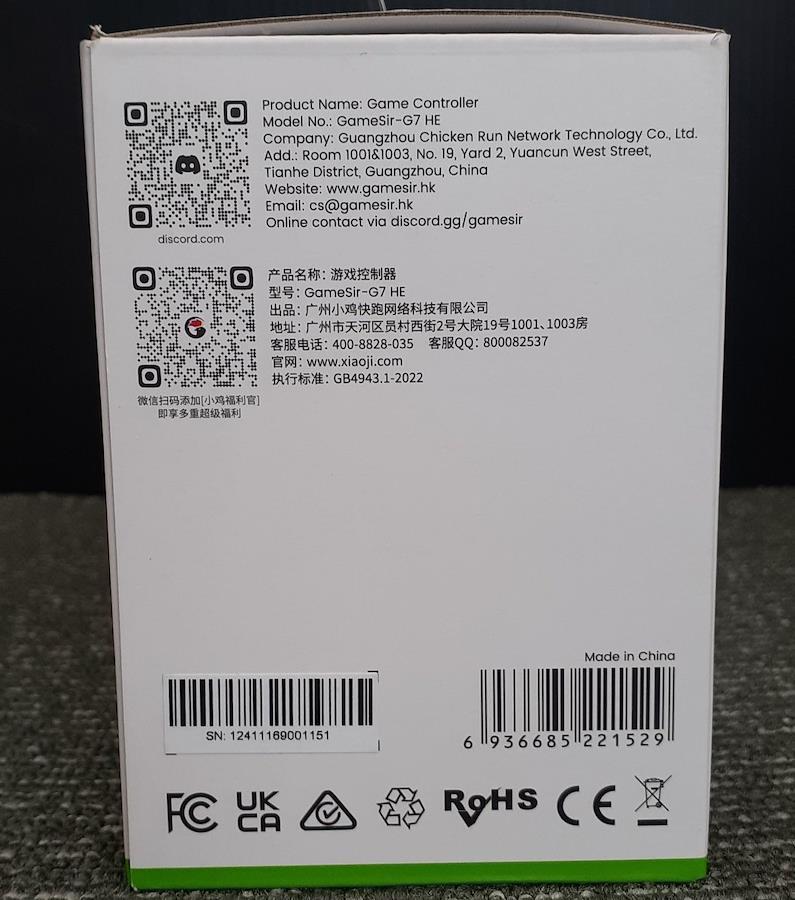 Product Name: Game Controller
Model No.: GameSir-G7 HE
Company: Guangzhou Chicken Run Network Technology Co., Ltd.
Add.: Room 1001&1003, No. 19, Yard 2, Yuancun West Street,
Tianhe District, Guangzhou, China
Website: www.gamesir.hk
Email: cs@gamesir.hk
Online contact via discord.gg/gamesir
discord.com
产品名称：游戏控制器
型号：GameSir-G7 HE
出品：广州小鸡快跑网络科技有限公司
地址：广州市天河区员村西街2号大院19号1001、1003房
客服电话：400-8828-035 客服QQ：800082537
官网：www.xiaoji.com
执行标准：GB4943.1-2022
微信扫码添加[小鸡福利官]
即享多重超级福利
Made in China
SN: 12411169001151
6 936685 221529
FC
UK
CA
RoHS
CE